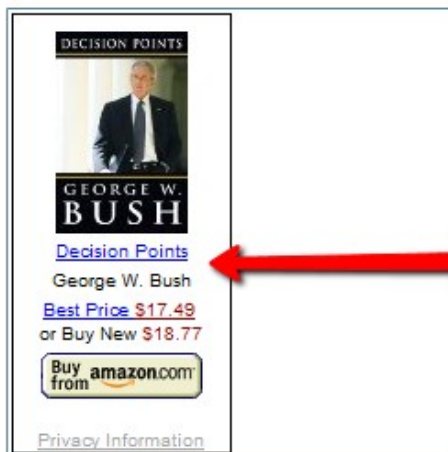 DECISION POINTS
GEORGE W.
BUSH
Decision Points
George W. Bush
Best Price $17.49
or Buy New $18.77
Buy
from amazon.com
Privacy Information